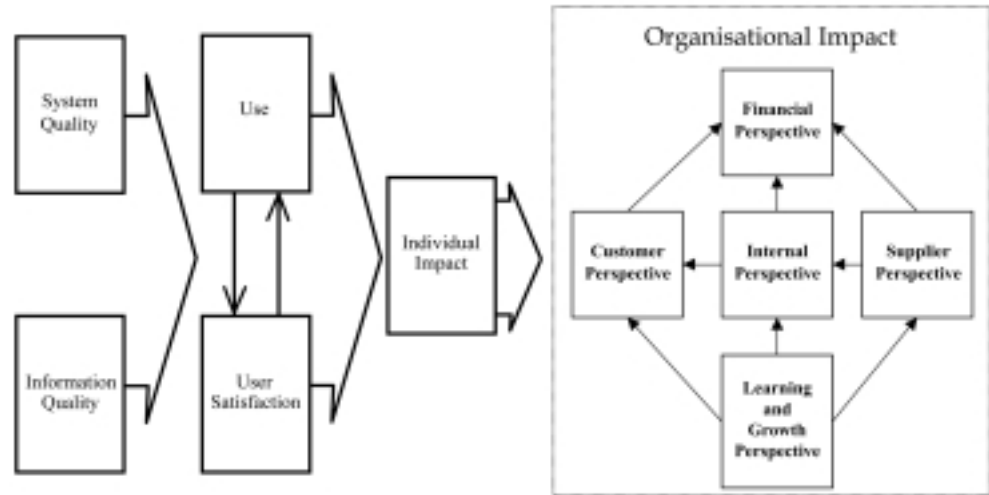 System
Quality
Information
Quality
Use
User
Satisfaction
Individual
Impact
Organisational Impact
Financial
Perspective
Customer
Perspective
Internal
Perspective
Supplier
Perspective
Learning
and
Growth
Perspective